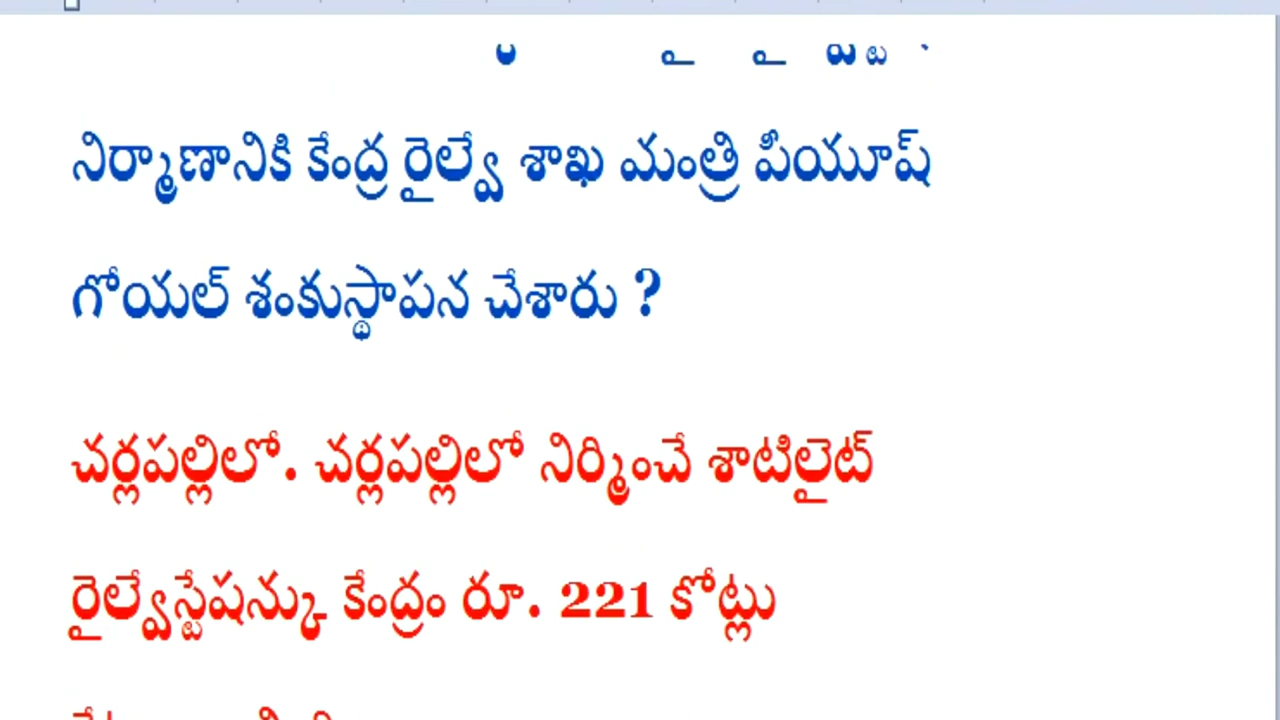 నిర్మాణానికి కేంద్ర రైల్వే శాఖ మంత్రి పీయూష్
గోయల్ శంకుస్థాపన చేశారు ?
చర్లపల్లిలో. చర్లపల్లిలో నిర్మించే శాటిలైట్
రైల్వేస్టేషన్కు కేంద్రం రూ. 221 కోట్లు